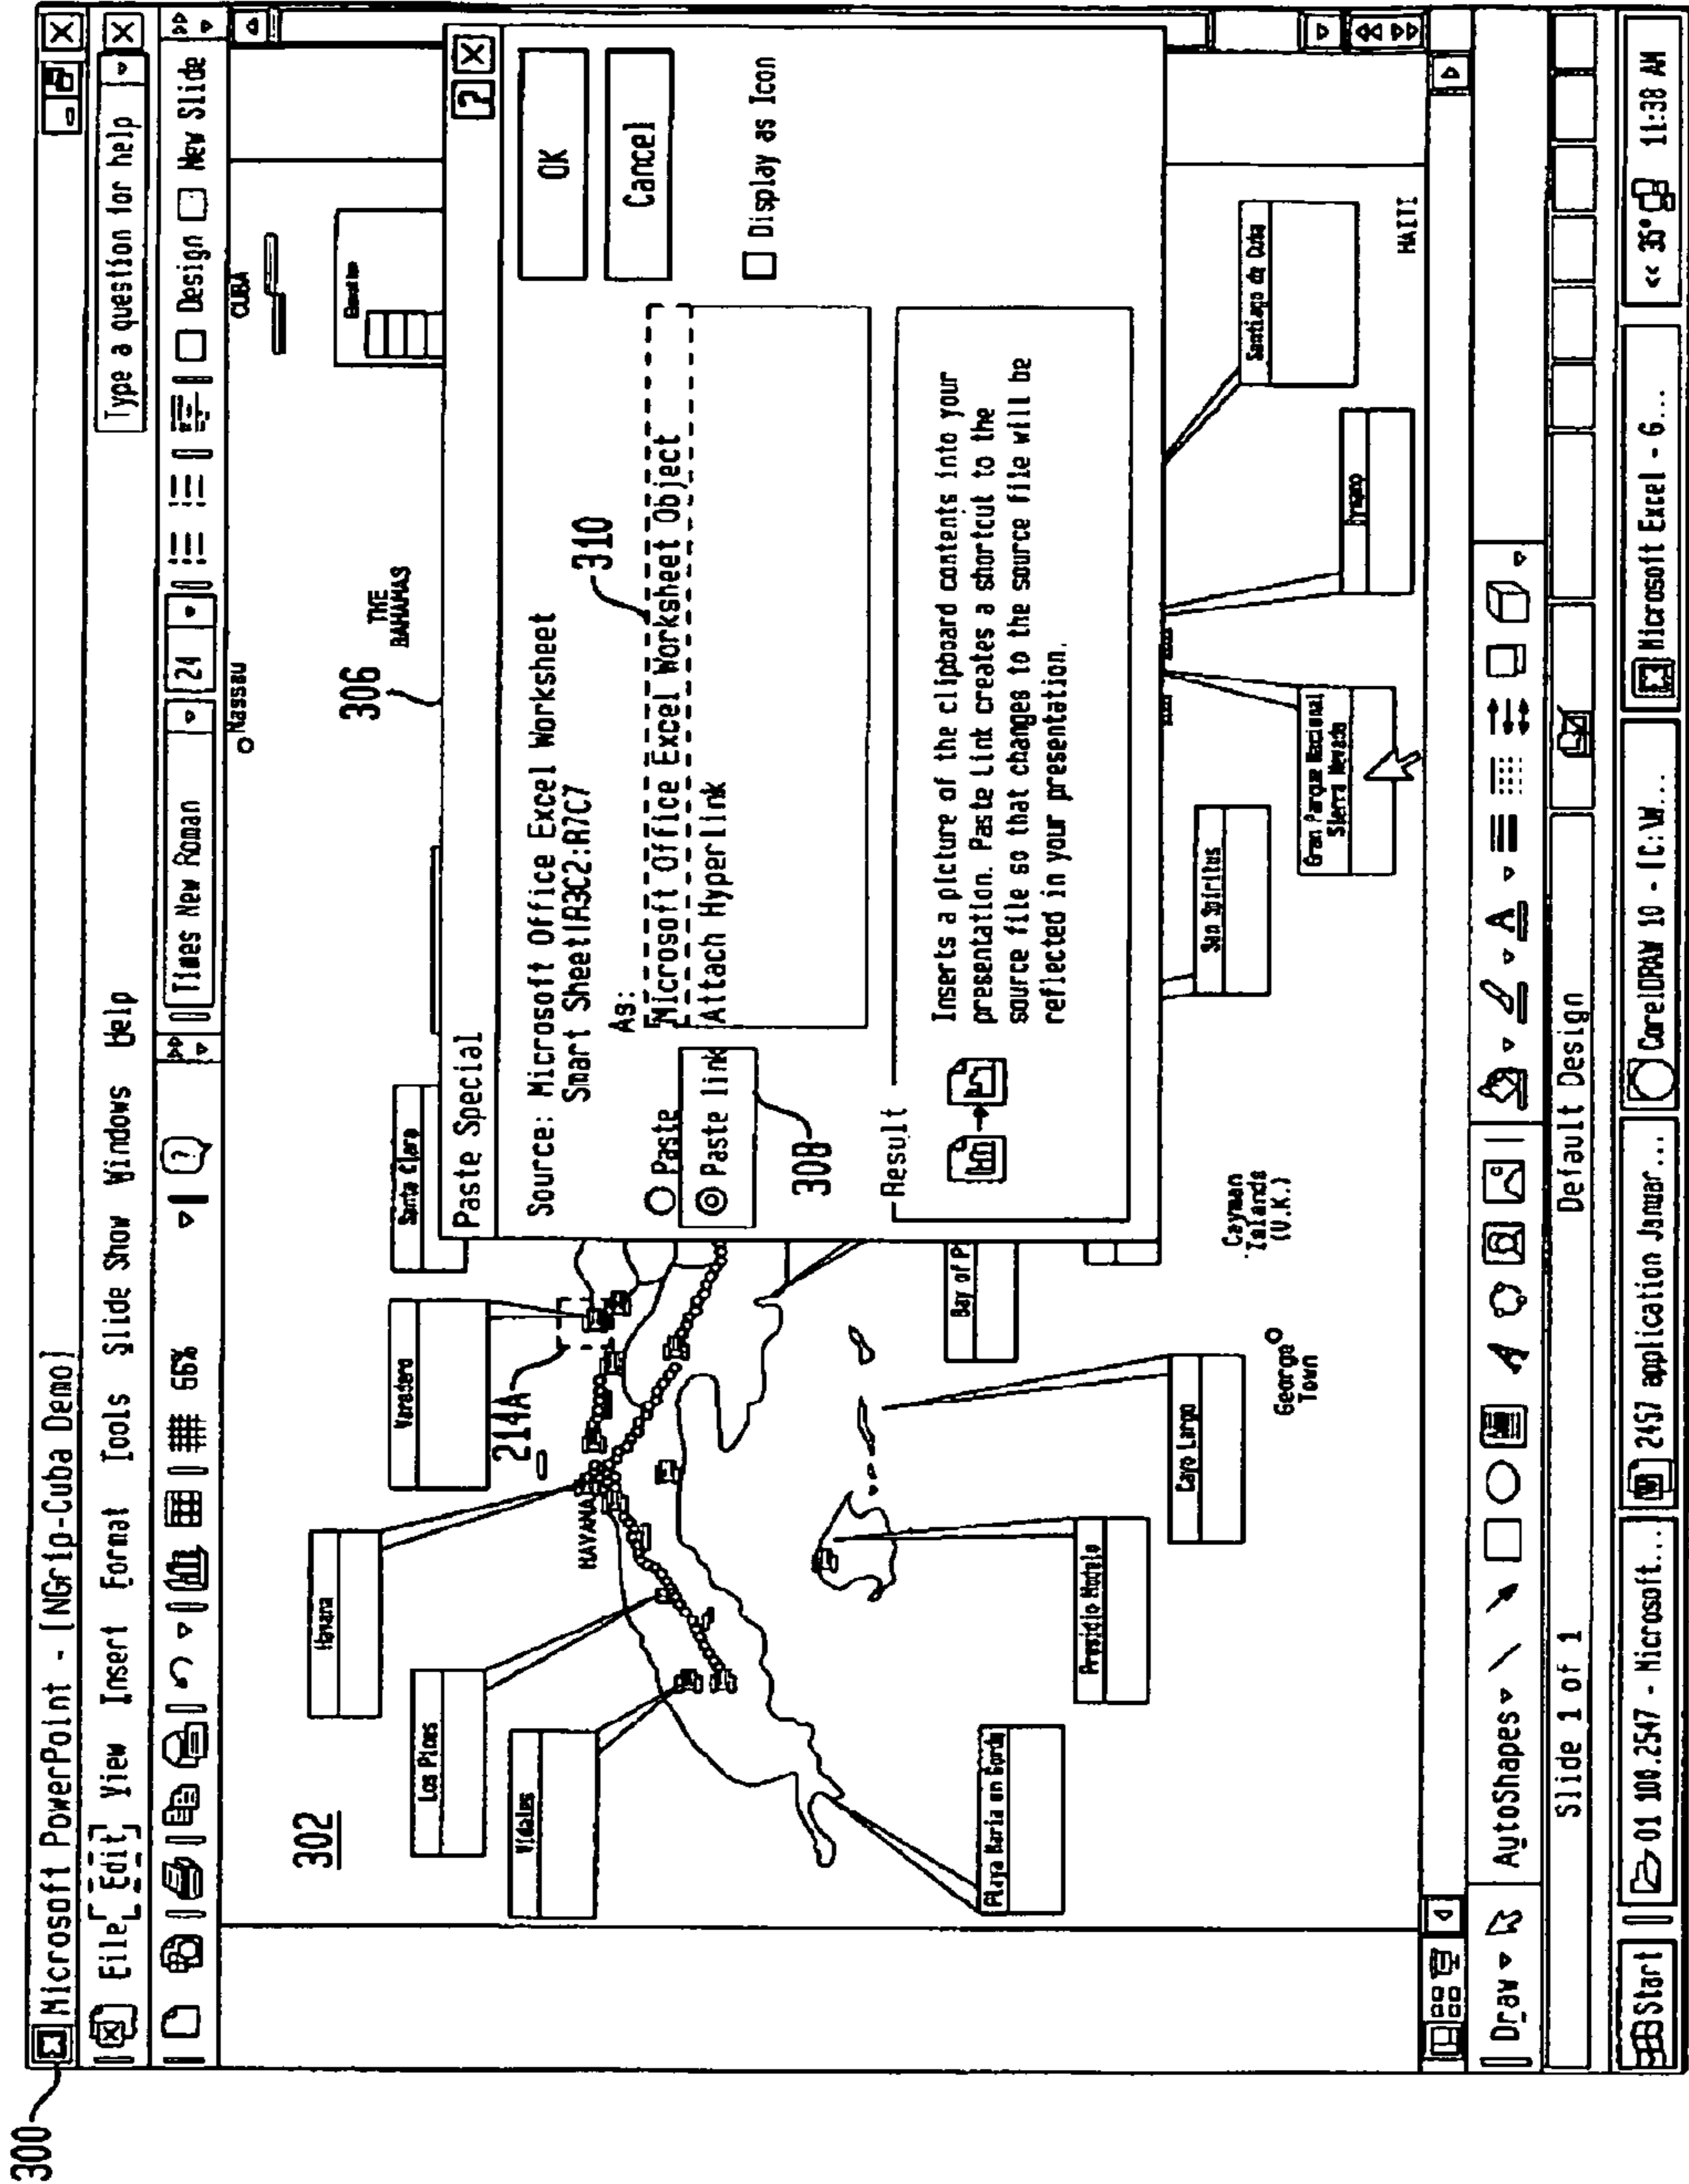 300
Microsoft PowerPoint - [NGrip-Cuba Demo]
File Edit View Insert Format Tools Slide Show Windows Help
Type a question for help
66%
Times New Roman
24
Design
New Slide
302
306
Nassau
CUBA
THE
BAHAMAS
Havana
Los Pinos
Vidales
Varadero
Santa Clara
214A
HAVANA
Paste Special
Source: Microsoft Office Excel Worksheet
Smart Sheet!R3C2:R7C7
As:
310
Paste
Paste link
Microsoft Office Excel Worksheet Object
Attach Hyperlink
308
OK
Cancel
Display as Icon
Result
Inserts a picture of the clipboard contents into your
presentation. Paste Link creates a shortcut to the
source file so that changes to the source file will be
reflected in your presentation.
Bay of P
Playa Maria en Gorda
Presidio Modelo
Cayo Largo
George
Town
Cayman
Islands
(U.K.)
San Spiritus
Gran Parque Nacional
Sierra Nevada
Santiago de Cuba
HAITI
Draw
AutoShapes
Slide 1 of 1
Default Design
Start
01 100.2547 - Microsoft...
2457 application Januar...
CorelDRAW 10 - [C:\W...
Microsoft Excel - G...
<< 35°
11:38 AM